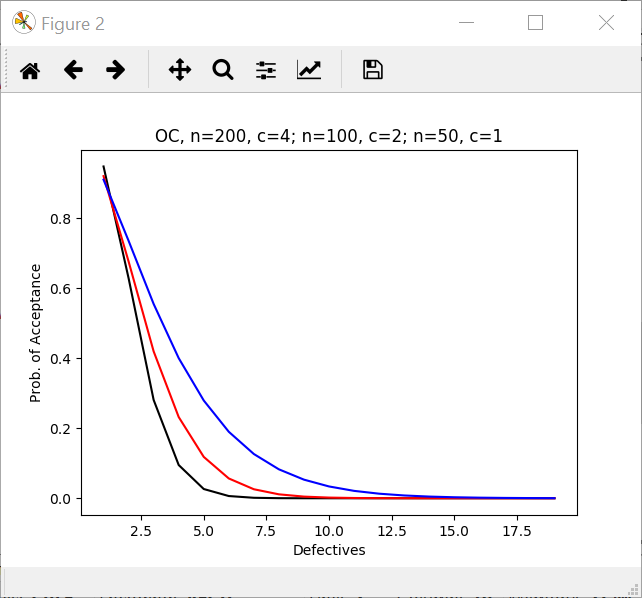 Figure 2
OC, n=200, c=4; n=100, c=2; n=50, c=1
Prob. of Acceptance
0.8
0.6
0.4
0.2
0.0
2.5 5.0 7.5 10.0 12.5 15.0 17.5
Defectives